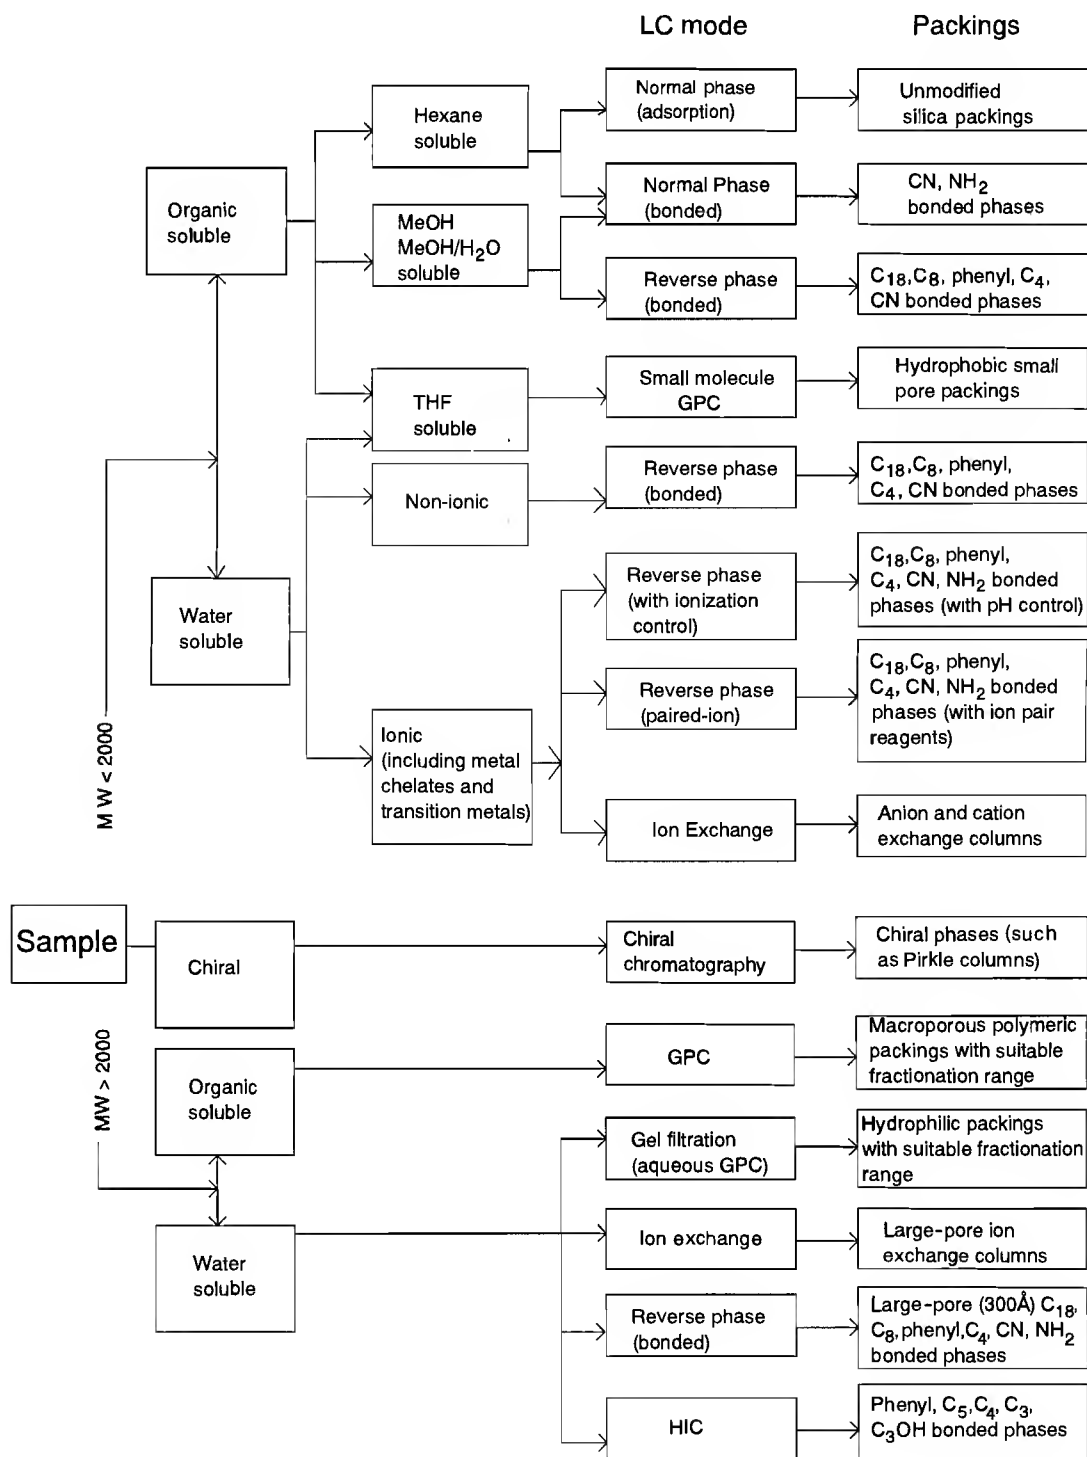 LC mode
Packings
Normal phase
(adsorption)
Unmodified
silica packings
Hexane
soluble
Organic
soluble
Normal Phase
(bonded)
CN, NH₂
bonded phases
MeOH
MeOH/H₂O
soluble
Reverse phase
(bonded)
C₁₈,C₈, phenyl, C₄,
CN bonded phases
THF
soluble
Small molecule
GPC
Hydrophobic small
pore packings
Non-ionic
Reverse phase
(bonded)
C₁₈,C₈, phenyl,
C₄, CN bonded phases
MW < 2000
Water
soluble
Reverse phase
(with ionization
control)
C₁₈,C₈, phenyl,
C₄, CN, NH₂ bonded
phases (with pH control)
Reverse phase
(paired-ion)
C₁₈,C₈, phenyl,
C₄, CN, NH₂ bonded
phases (with ion pair
reagents)
Ionic
(including metal
chelates and
transition metals)
Ion Exchange
Anion and cation
exchange columns
Sample
Chiral
Chiral
chromatography
Chiral phases (such
as Pirkle columns)
MW > 2000
Organic
soluble
GPC
Macroporous polymeric
packings with suitable
fractionation range
Gel filtration
(aqueous GPC)
Hydrophilic packings
with suitable fractionation
range
Water
soluble
Ion exchange
Large-pore ion
exchange columns
Reverse phase
(bonded)
Large-pore (300Å) C₁₈,
C₈,phenyl,C₄, CN, NH₂
bonded phases
HIC
Phenyl, C₅,C₄, C₃,
C₃OH bonded phases